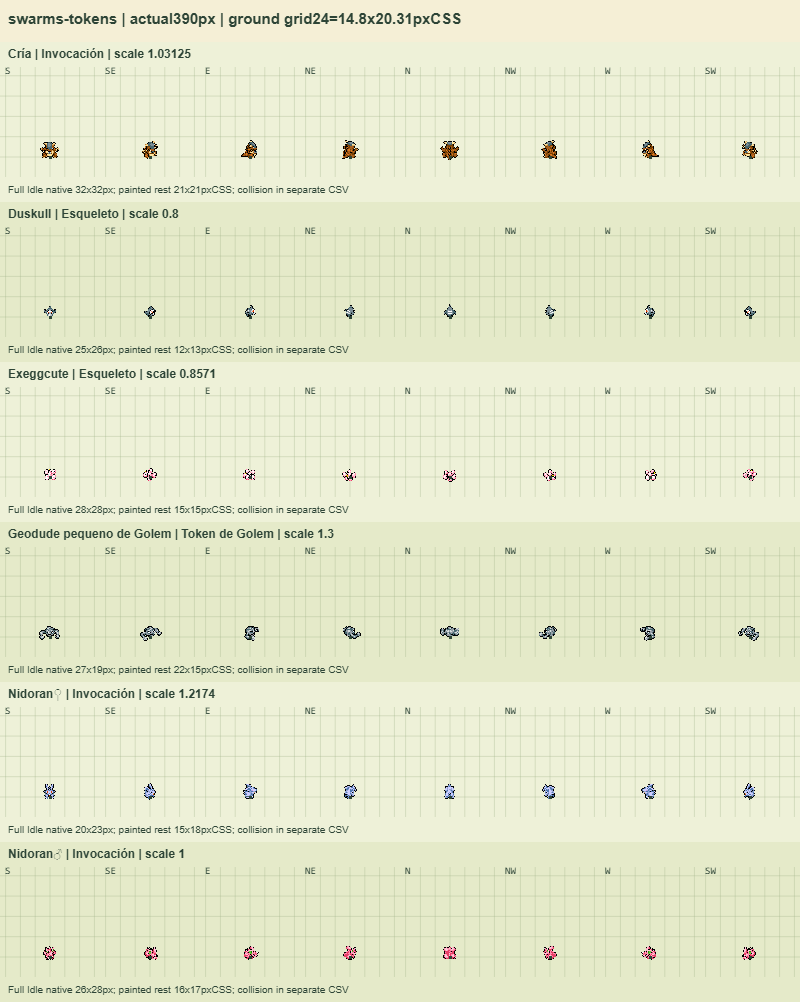 swarms-tokens | actual390px | ground grid24=14.8x20.31pxCSS
Cría | Invocación | scale 1.03125
S SE E NE N NW W SW
Full Idle native 32x32px; painted rest 21x21pxCSS; collision in separate CSV
Duskull | Esqueleto | scale 0.8
S SE E NE N NW W SW
Full Idle native 25x26px; painted rest 12x13pxCSS; collision in separate CSV
Exeggcute | Esqueleto | scale 0.8571
S SE E NE N NW W SW
Full Idle native 28x28px; painted rest 15x15pxCSS; collision in separate CSV
Geodude pequeno de Golem | Token de Golem | scale 1.3
S SE E NE N NW W SW
Full Idle native 27x19px; painted rest 22x15pxCSS; collision in separate CSV
Nidoran♀ | Invocación | scale 1.2174
S SE E NE N NW W SW
Full Idle native 20x23px; painted rest 15x18pxCSS; collision in separate CSV
Nidoran♂ | Invocación | scale 1
S SE E NE N NW W SW
Full Idle native 26x28px; painted rest 16x17pxCSS; collision in separate CSV